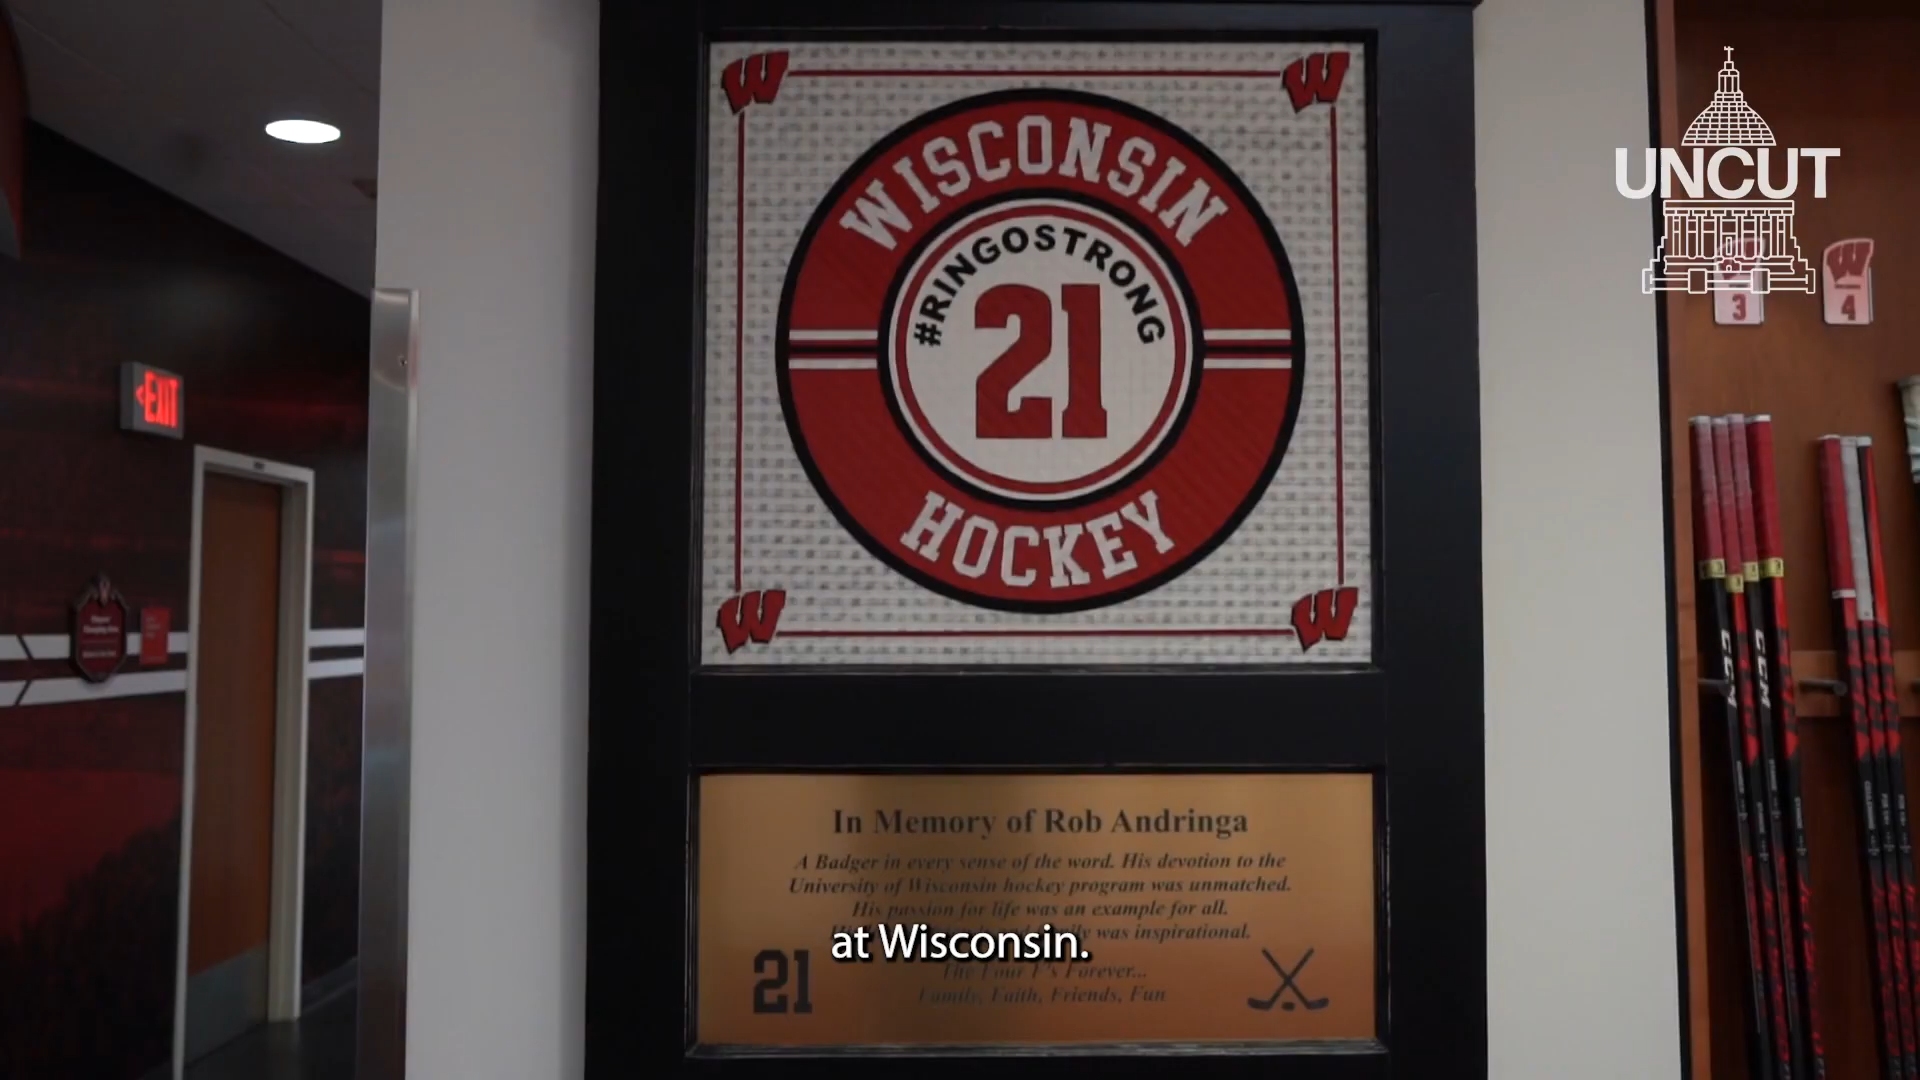 WISCONSIN
#RINGOSTRONG
21
HOCKEY
W
W
W
W
UNCUT
EXIT
W
3
4
CCM
CCM
In Memory of Rob Andringa
A Badger in every sense of the word. His devotion to the
University of Wisconsin hockey program was unmatched.
His passion for life was an example for all.
was inspirational.
at Wisconsin.
21
The Four F's Forever...
Family, Faith, Friends, Fun